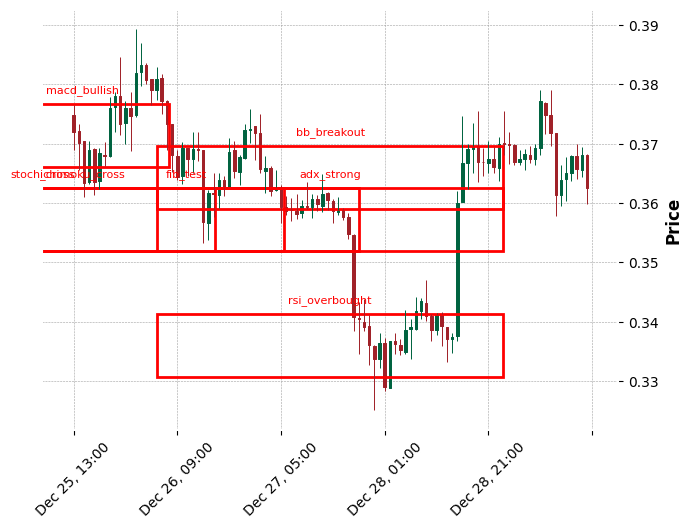 0.39
0.38
macd_bullish
bb_breakout
0.37
fib_test
adx_strong
0.36
0.35
rsi_overbought
0.34
0.33
Price
Dec 25, 13:00
Dec 26, 09:00
Dec 27, 05:00
Dec 28, 01:00
Dec 28, 21:00